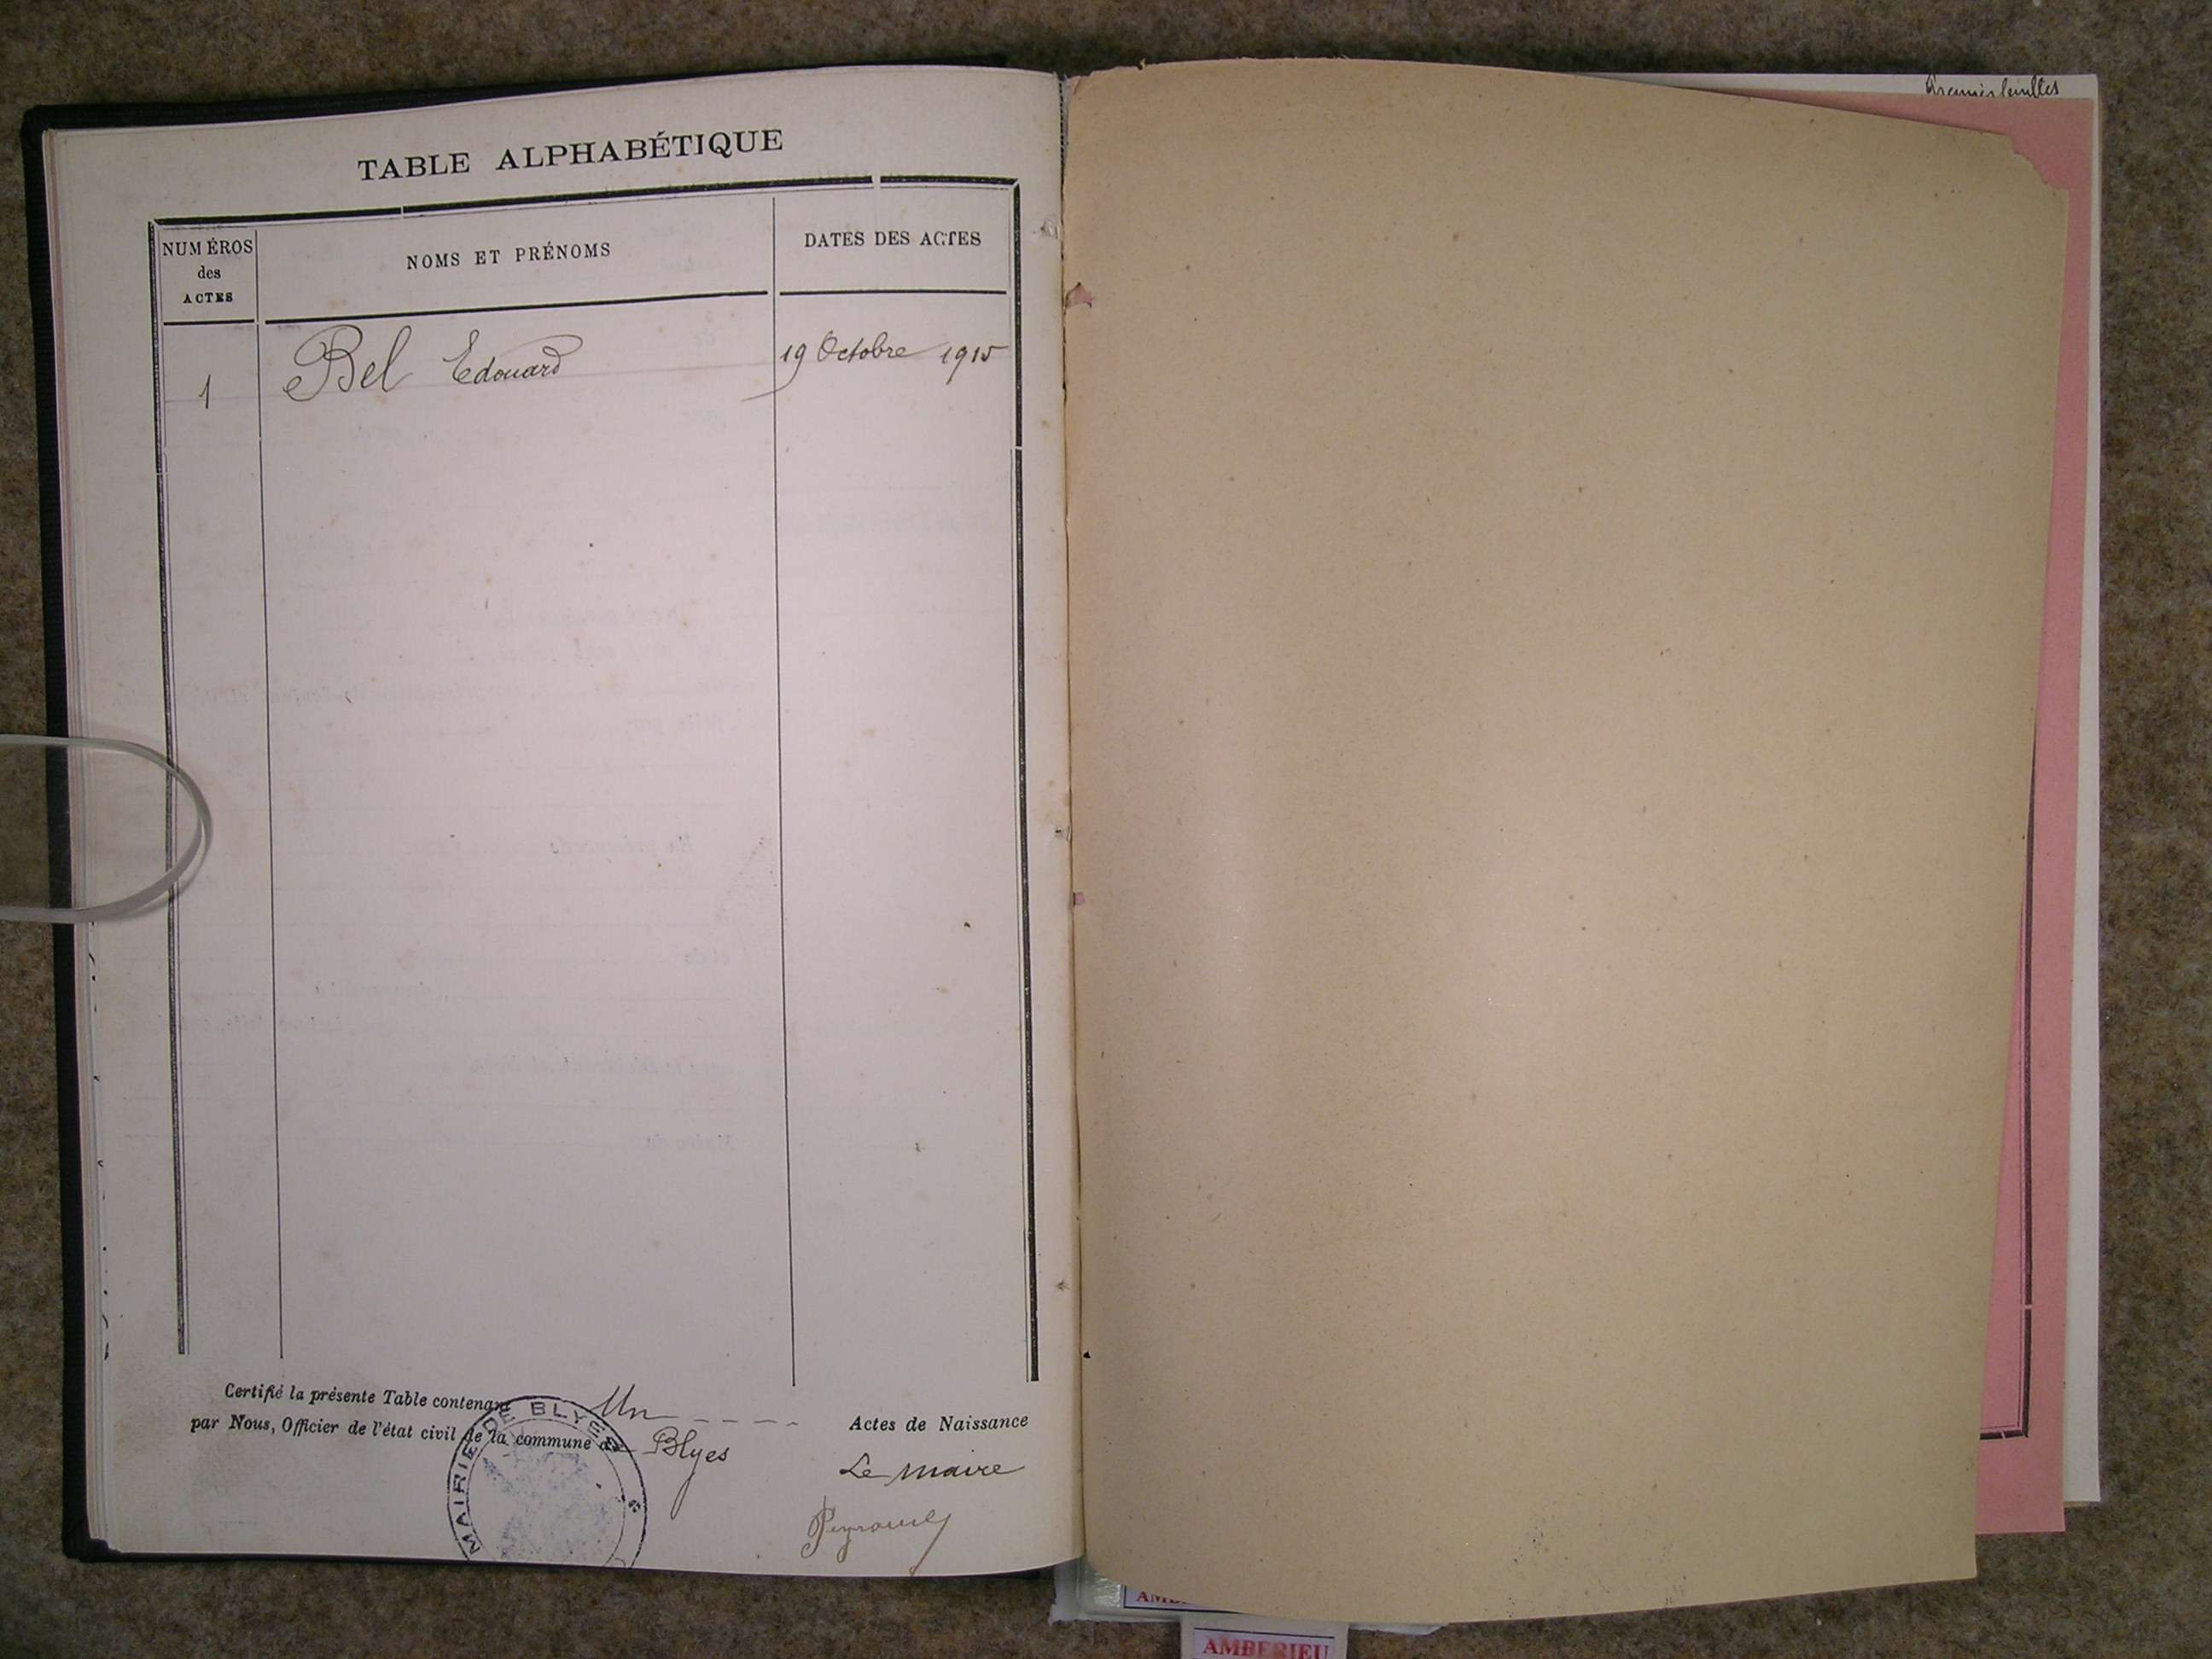 TABLE ALPHABÉTIQUE
NUMÉROS
des
ACTES
NOMS ET PRÉNOMS
DATES DES ACTES
1
Bel Edouard
19 Octobre 1915
Certifié la présente Table contenant Un - - - - Actes de Naissance
par Nous, Officier de l'état civil de la commune de Blyes
Le maire
MAIRIE DE BLYES
AMBERIEU